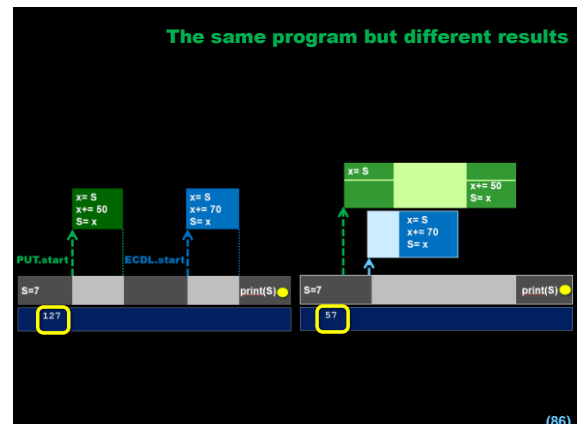 The same program but different results
x= S
x+= 50
S= x
x= S
x+= 70
S= x
PUT.start
ECDL.start
S=7
print(S)
127
x= S
x+= 50
S= x
x= S
x+= 70
S= x
S=7
print(S)
57
(86)